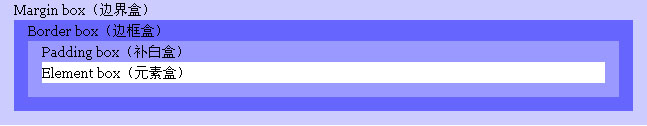 Margin box（边界盒）
Border box（边框盒）
Padding box（补白盒）
Element box（元素盒）